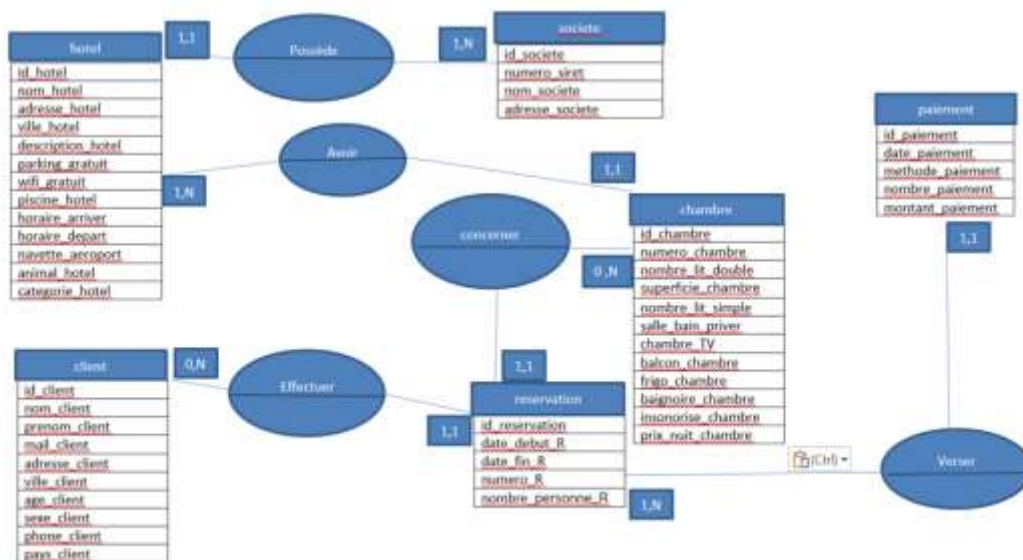 hotel
id_hotel
nom_hotel
adresse_hotel
ville_hotel
description_hotel
parking_gratuit
wifi_gratuit
piscine_hotel
horaire_arriver
horaire_depart
navette_aeroport
animal_hotel
categorie_hotel
1,1
Possède
1,N
societe
id_societe
numero_siret
nom_societe
adresse_societe
1,N
Avoir
1,1
paiement
id_paiement
date_paiement
methode_paiement
nombre_paiement
montant_paiement
1,1
chambre
id_chambre
numero_chambre
nombre_lit_double
superficie_chambre
nombre_lit_simple
salle_bain_priver
chambre_TV
balcon_chambre
frigo_chambre
baignoire_chambre
insonorise_chambre
prix_nuit_chambre
concerner
0,N
1,1
client
id_client
nom_client
prenom_client
mail_client
adresse_client
ville_client
age_client
sexe_client
phone_client
pays_client
0,N
Effectuer
1,1
reservation
id_reservation
date_debut_R
date_fin_R
numero_R
nombre_personne_R
1,N
(Ctrl)
Verser